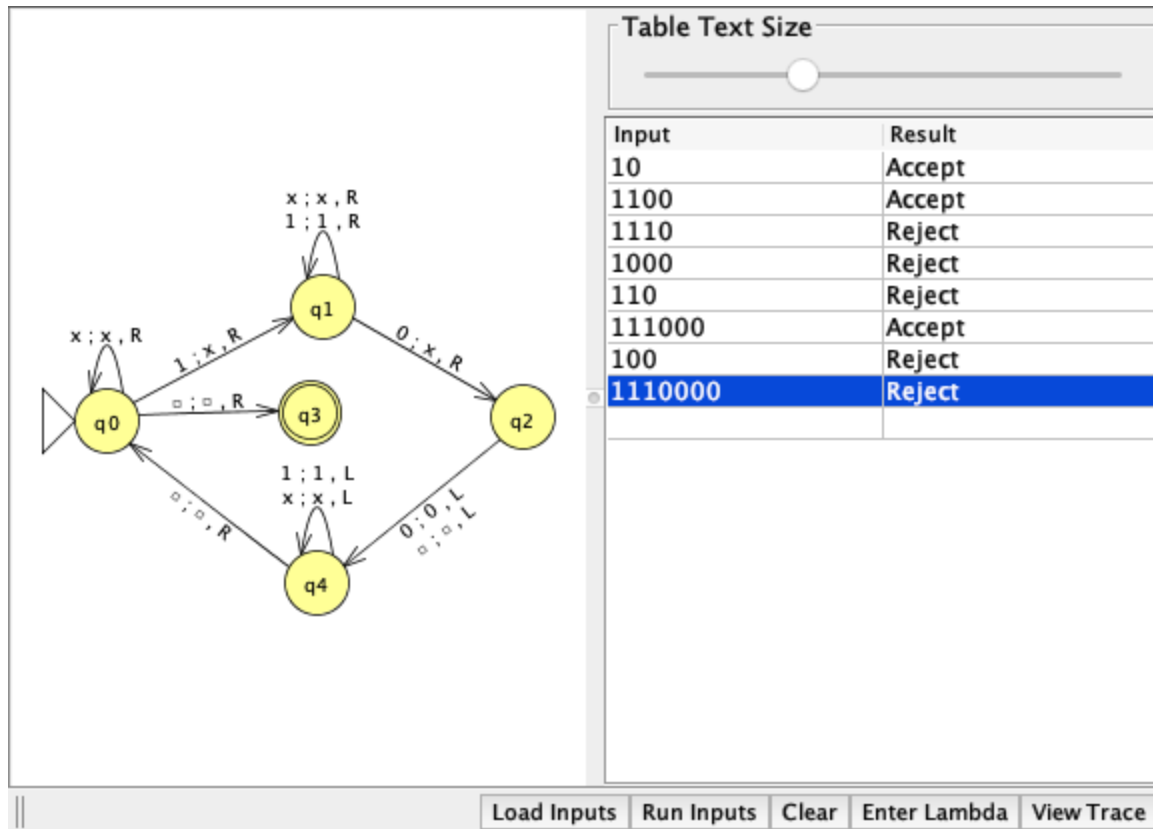 Table Text Size
Input Result
10 Accept
1100 Accept
1110 Reject
1000 Reject
110 Reject
111000 Accept
100 Reject
1110000 Reject
x ; x , R
1 ; 1 , R
q1
x ; x , R
1 ; x , R
0 ; x , R
□ ; □ , R
q0
q3
q2
1 ; 1 , L
x ; x , L
□ ; □ , R
0 ; 0 , L
□ ; □ , L
q4
Load Inputs Run Inputs Clear Enter Lambda View Trace